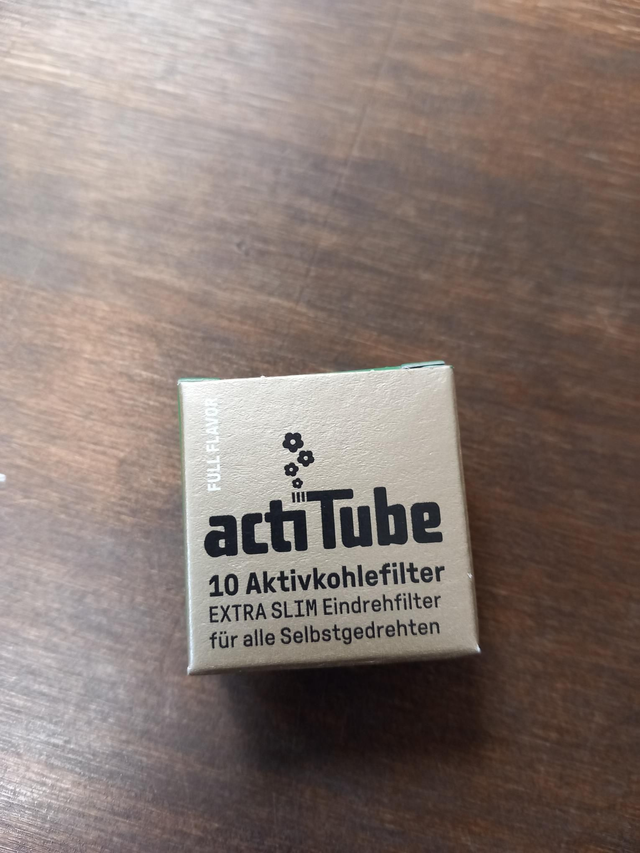 FULL FLAVOR
actiTube
10 Aktivkohlefilter
EXTRA SLIM Eindrehfilter
für alle Selbstgedrehten